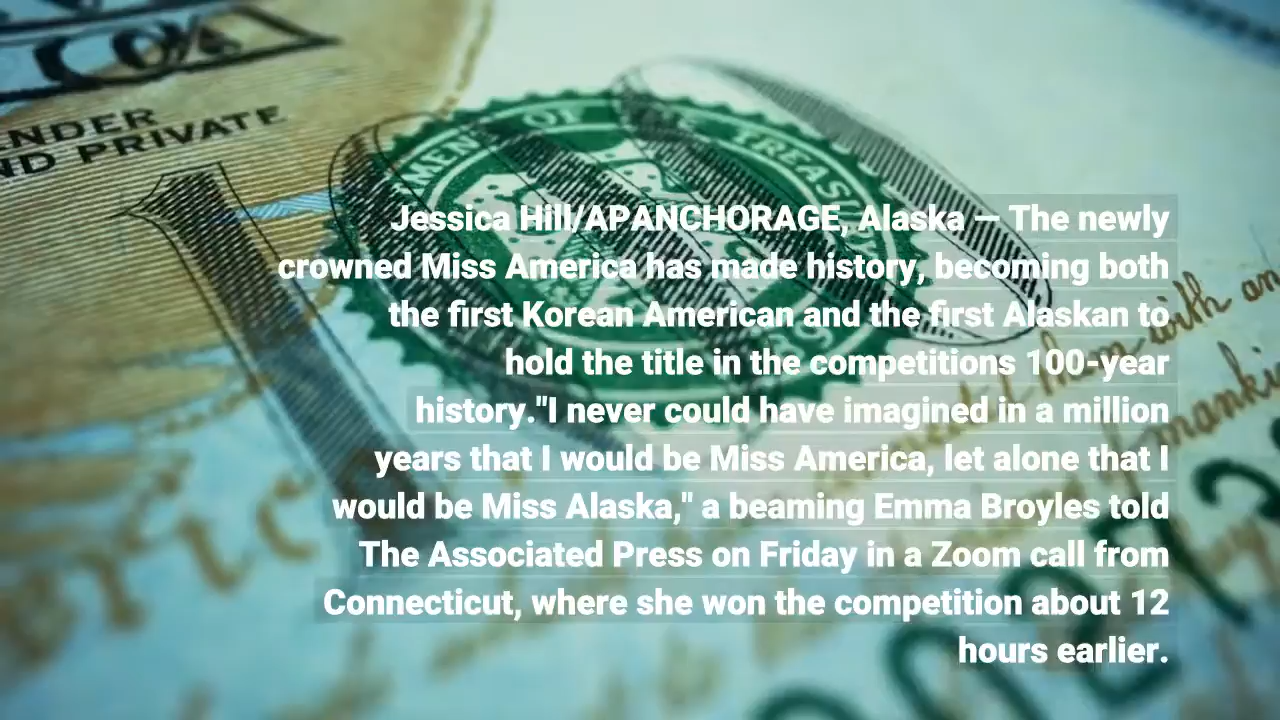 NDER
ND PRIVATE
OF
TREASU
Jessica Hill/APANCHORAGE, Alaska — The newly
crowned Miss America has made history, becoming both
the first Korean American and the first Alaskan to
hold the title in the competitions 100-year
history."I never could have imagined in a million
years that I would be Miss America, let alone that I
would be Miss Alaska," a beaming Emma Broyles told
The Associated Press on Friday in a Zoom call from
Connecticut, where she won the competition about 12
hours earlier.